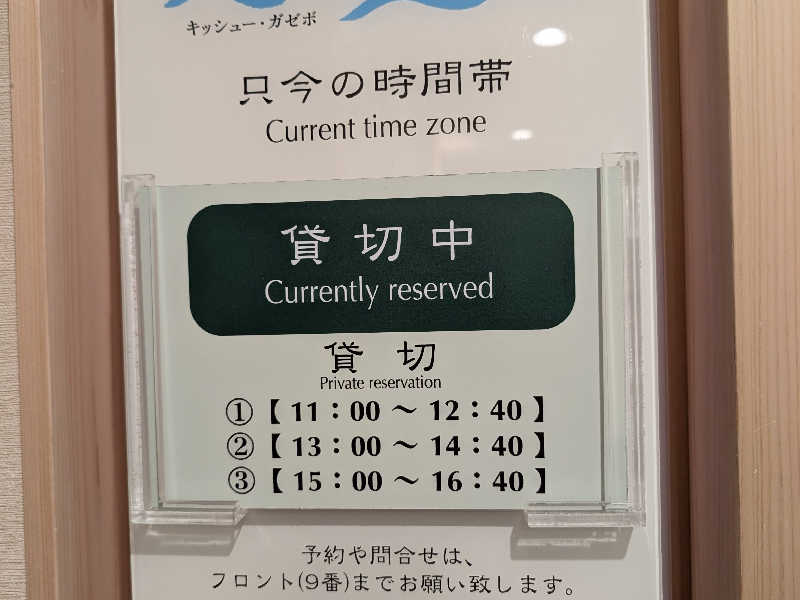 キッシュー・ガゼボ
只今の時間帯
Current time zone
貸切中
Currently reserved
貸切
Private reservation
①【 11：00 ～ 12：40 】
②【 13：00 ～ 14：40 】
③【 15：00 ～ 16：40 】
予約や問合せは、
フロント(9番)までお願い致します。